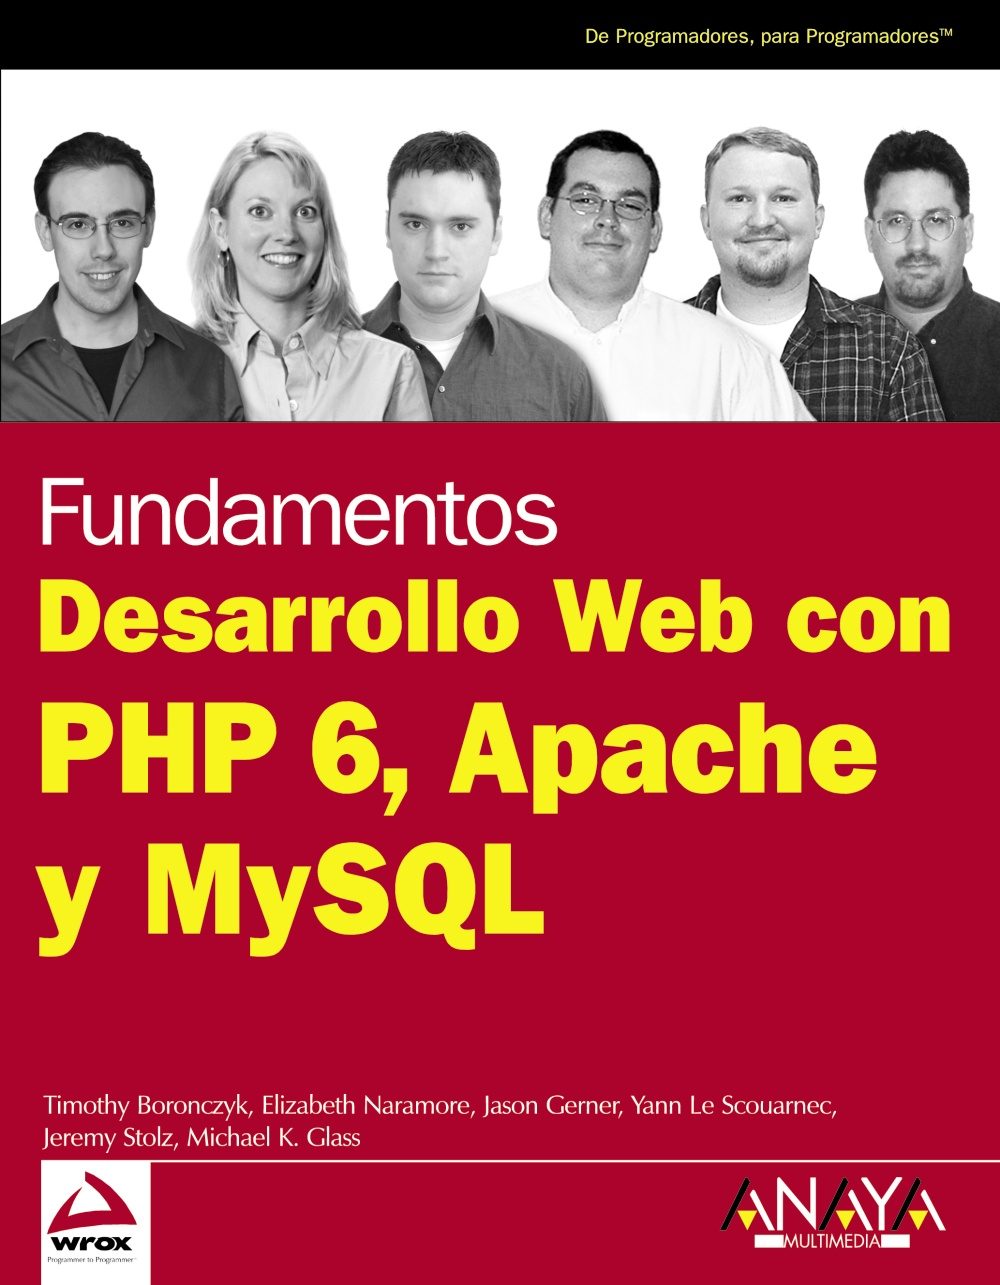 De Programadores, para Programadores™
Fundamentos
Desarrollo Web con
PHP 6, Apache
y MySQL
Timothy Boronczyk, Elizabeth Naramore, Jason Gerner, Yann Le Scouarnec,
Jeremy Stolz, Michael K. Glass
wrox
Programmer to Programmer™
ANAYA
MULTIMEDIA